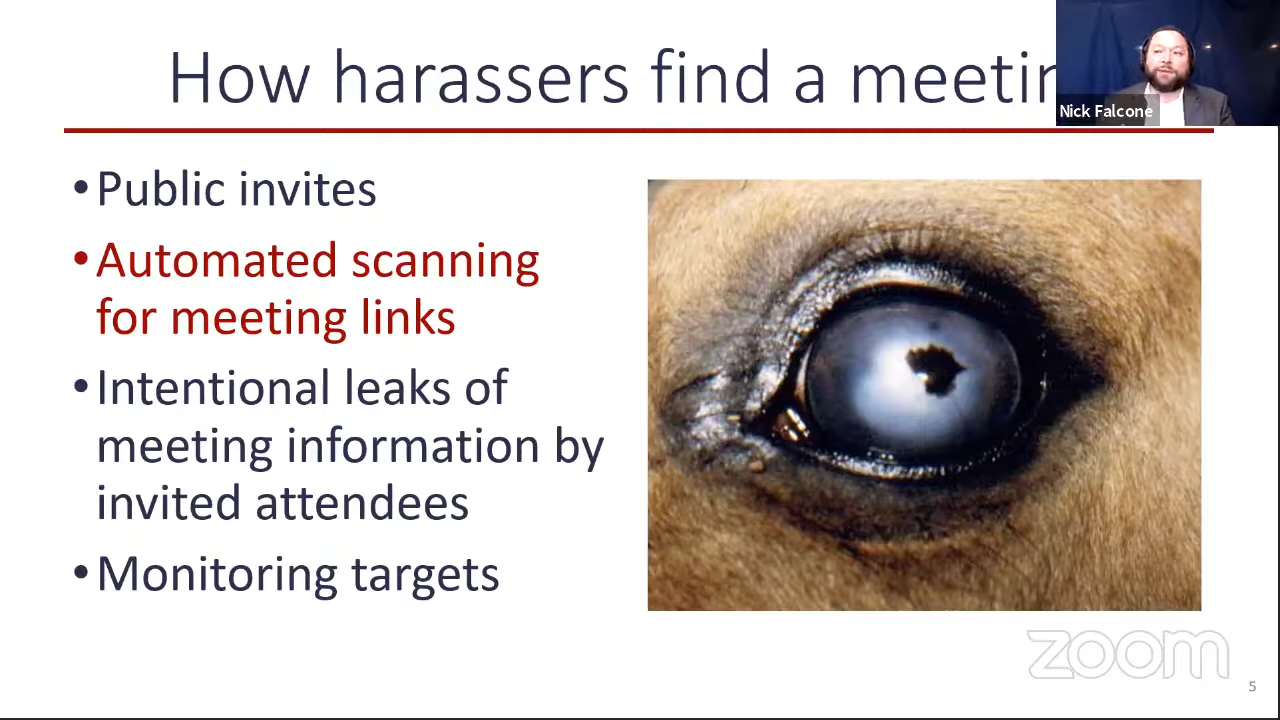 How harassers find a meetin
Nick Falcone
•Public invites
•Automated scanning
for meeting links
•Intentional leaks of
meeting information by
invited attendees
•Monitoring targets
zoom
5